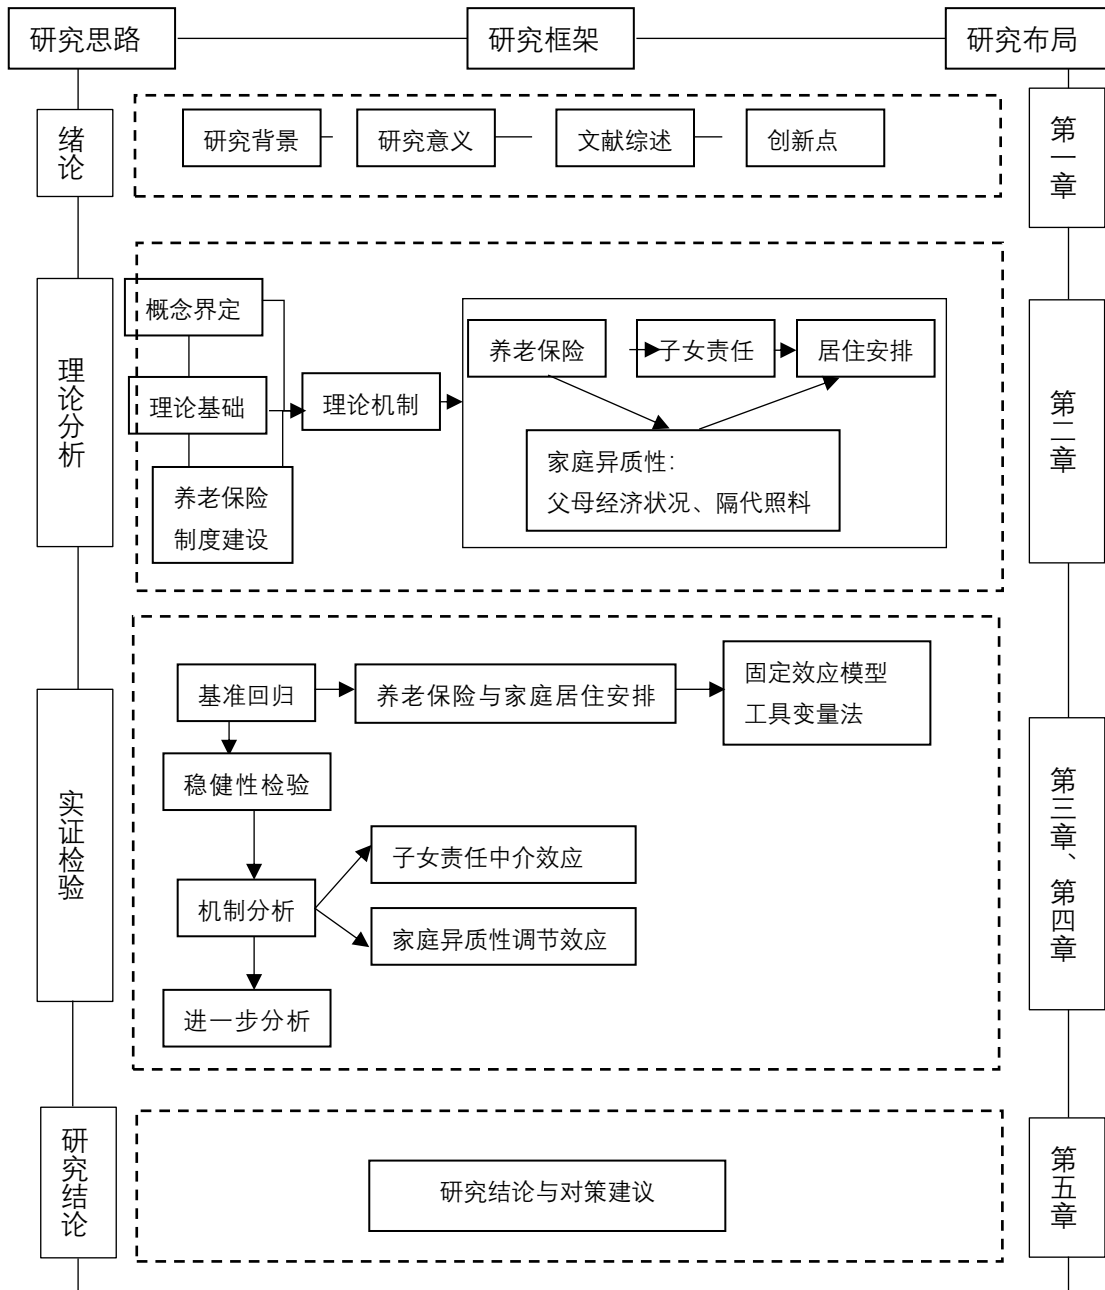 研究思路
研究框架
研究布局
绪论
研究背景
研究意义
文献综述
创新点
第一章
理论分析
概念界定
理论基础
养老保险
制度建设
理论机制
养老保险
子女责任
居住安排
家庭异质性:
父母经济状况、隔代照料
第二章
实证检验
基准回归
养老保险与家庭居住安排
固定效应模型
工具变量法
稳健性检验
机制分析
子女责任中介效应
家庭异质性调节效应
进一步分析
第三章、第四章
研究结论
研究结论与对策建议
第五章